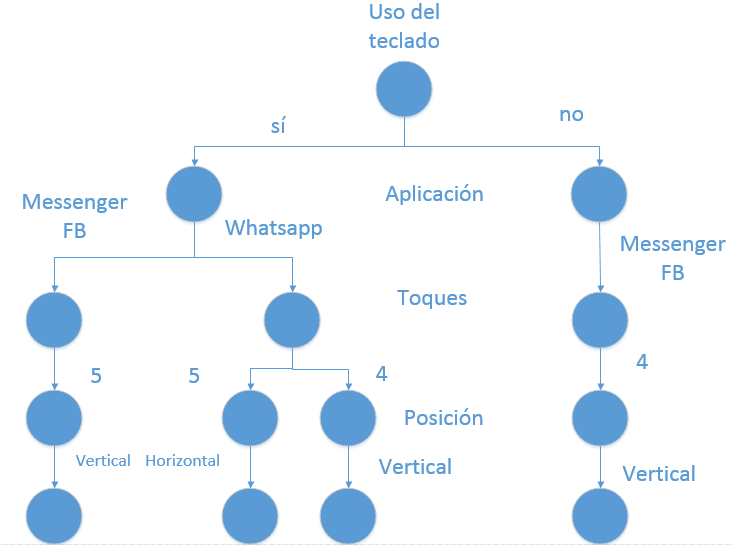 Uso del
teclado
sí
no
Messenger
FB
Whatsapp
Aplicación
Messenger
FB
Toques
5
5
4
4
Posición
Vertical
Horizontal
Vertical
Vertical